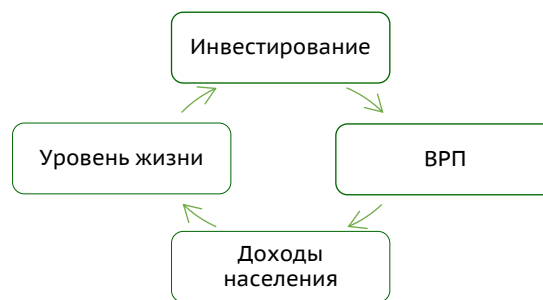 Инвестирование
Уровень жизни
ВРП
Доходы
населения